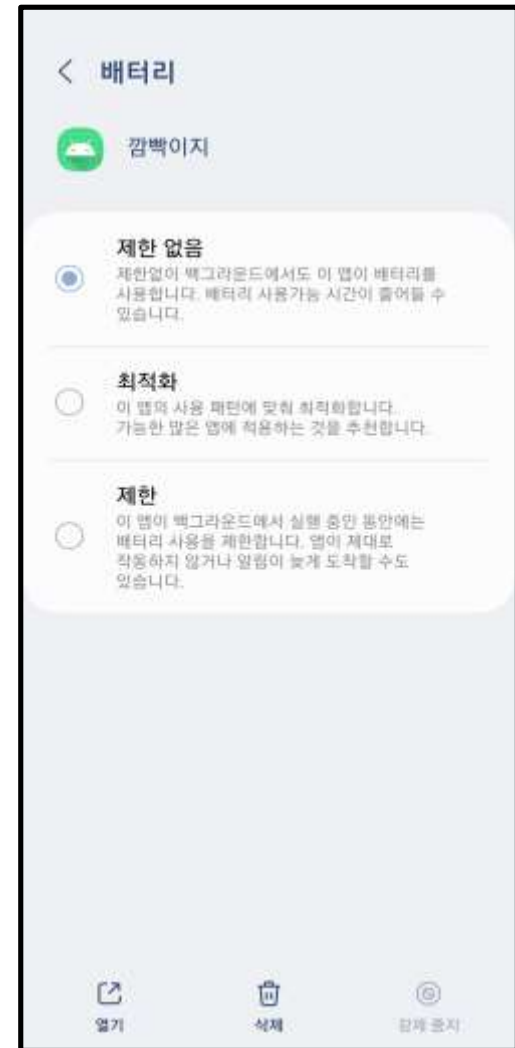 배터리
깜빡이지
제한 없음
제한없이 백그라운드에서도 이 앱이 배터리를
사용합니다. 배터리 사용가능 시간이 줄어들 수
있습니다.
최적화
이 앱의 사용 패턴에 맞춰 최적화합니다.
가능한 많은 앱에 적용하는 것을 추천합니다.
제한
이 앱이 백그라운드에서 실행 중인 동안에는
배터리 사용을 제한합니다. 앱이 제대로
작동하지 않거나 알림이 늦게 도착할 수도
있습니다.
열기
삭제
강제 중지